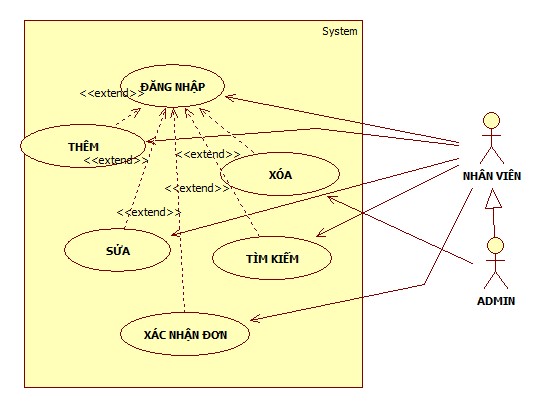 System
ĐĂNG NHẬP
<<extend>>
THÊM
<<extend>>
<<extend>>
XÓA
NHÂN VIÊN
<<extend>>
<<extend>>
SỬA
TÌM KIẾM
ADMIN
XÁC NHẬN ĐƠN